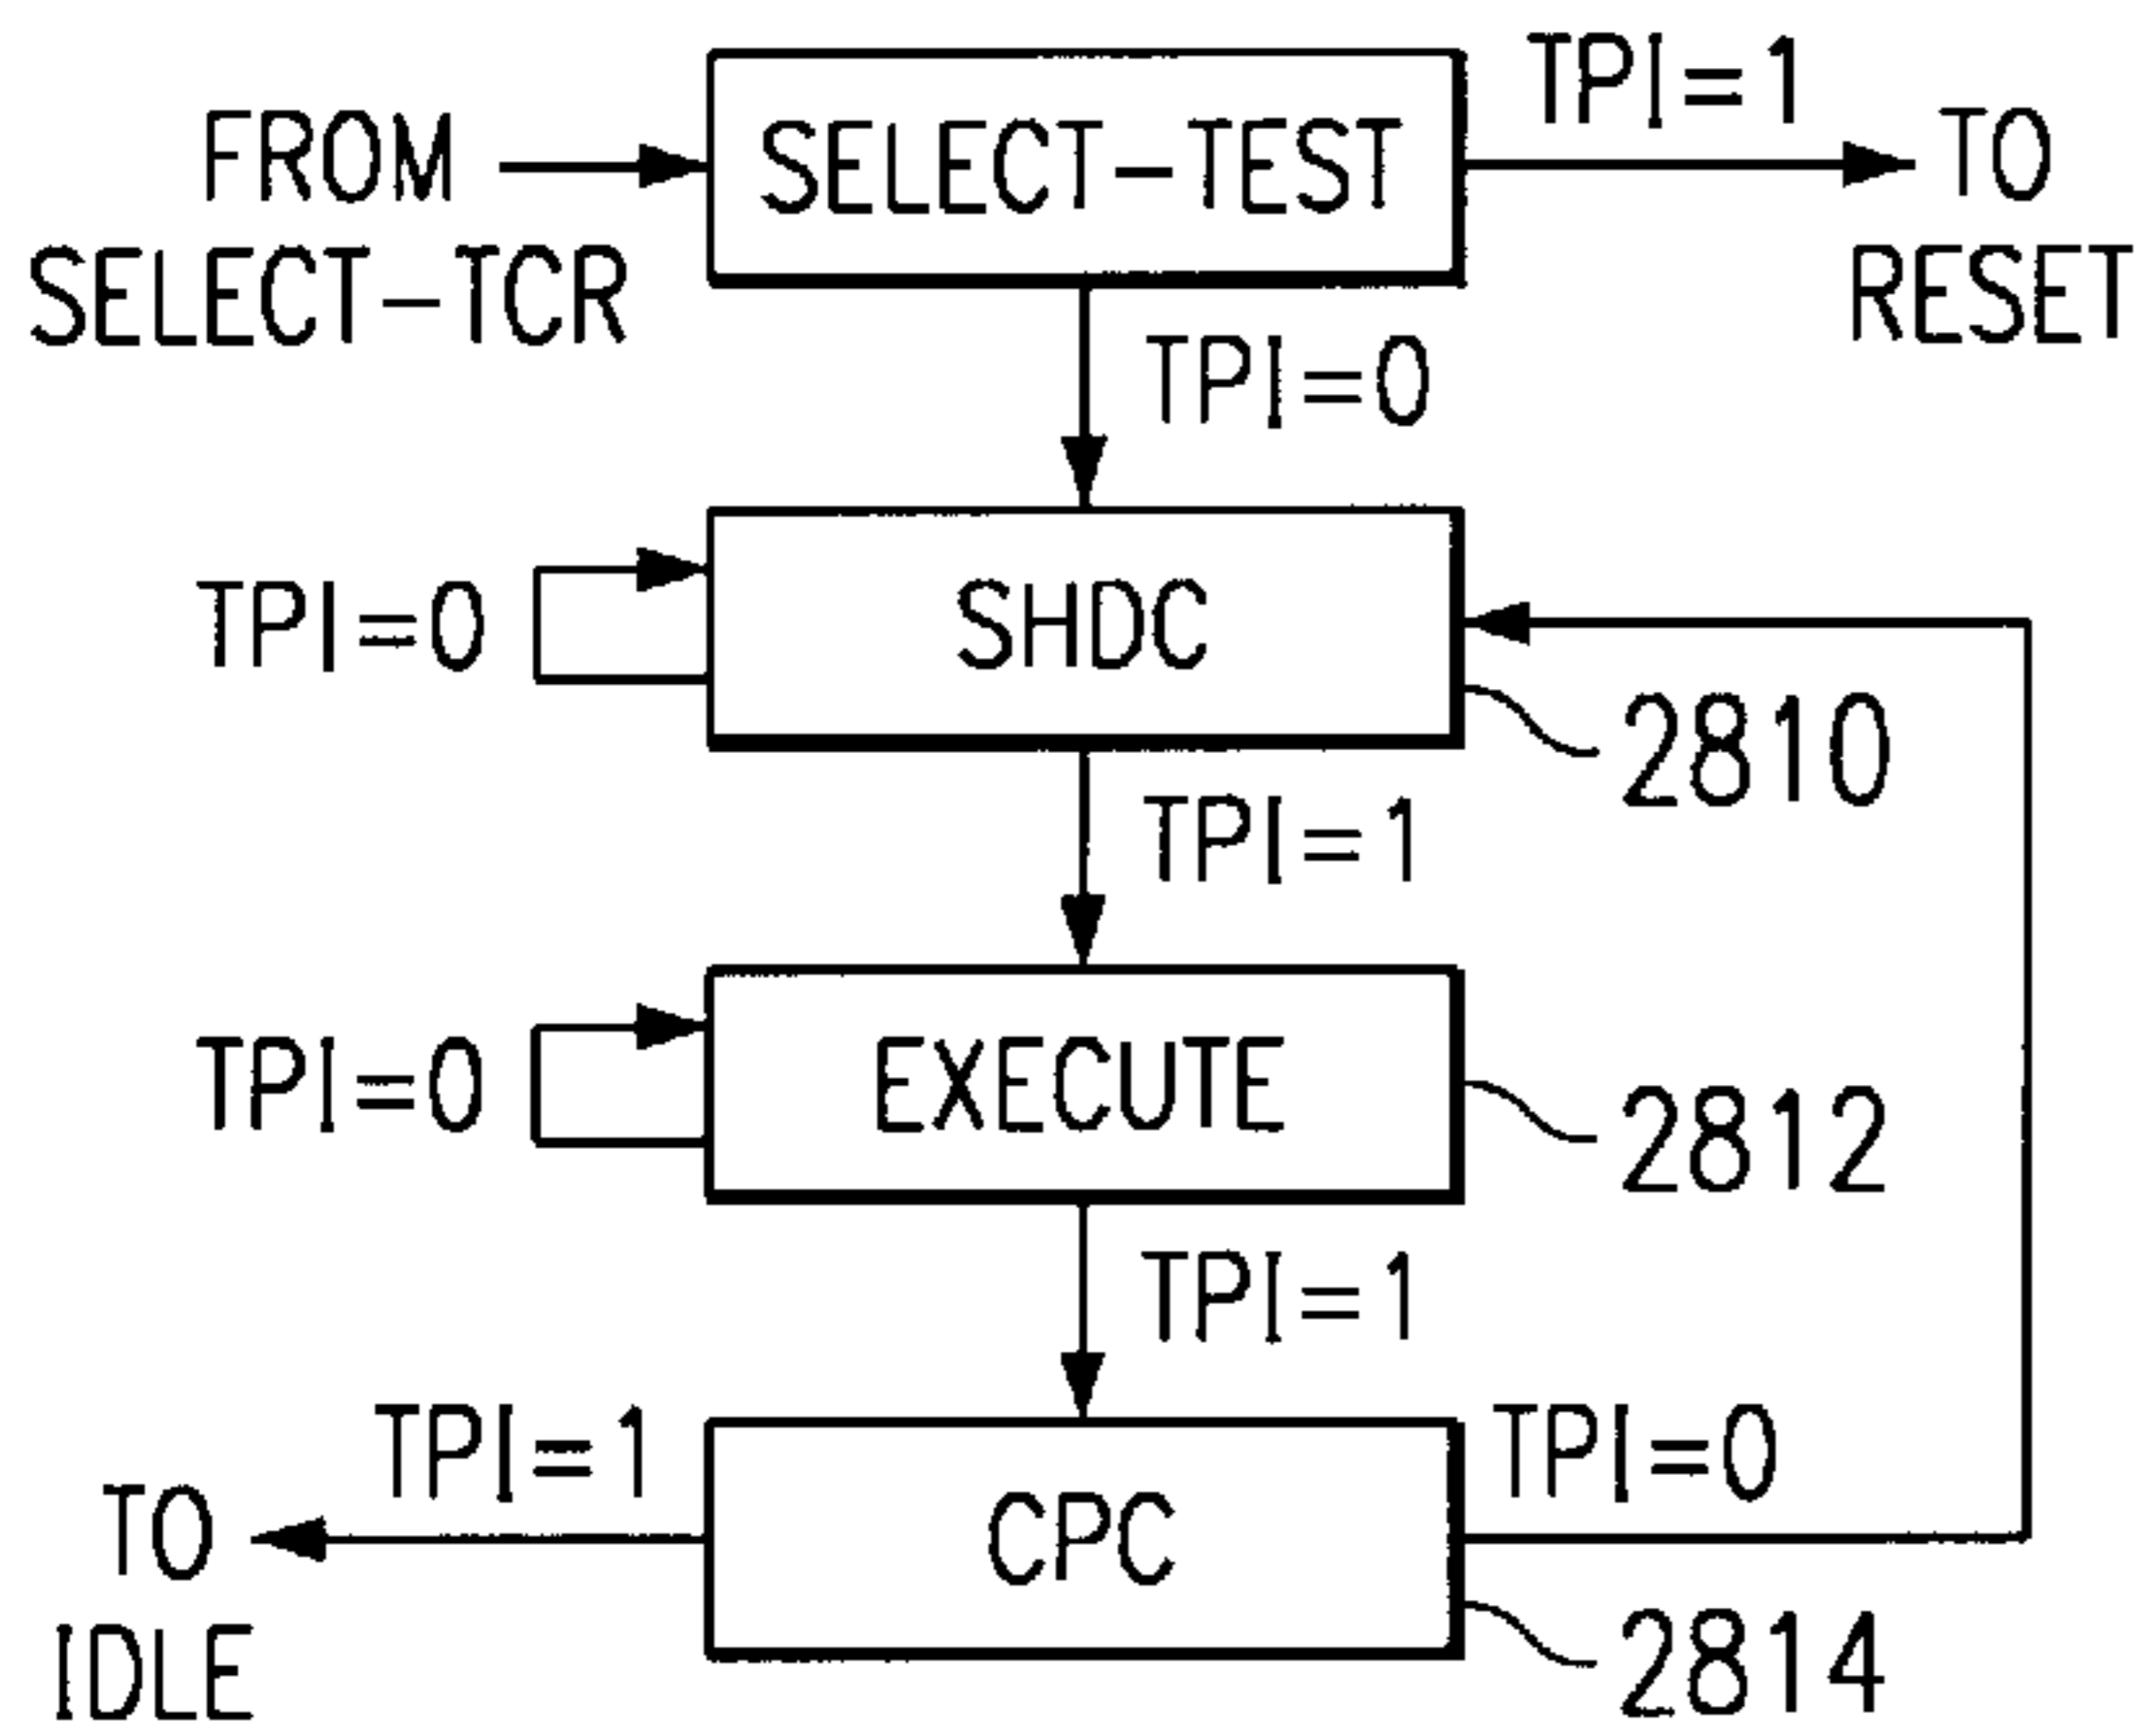 TPI=1
FROM
SELECT-TEST
TO
SELECT-TCR
RESET
TPI=0
TPI=0
SHDC
2810
TPI=1
TPI=0
EXECUTE
2812
TPI=1
TPI=1
TPI=0
TO
CPC
IDLE
2814